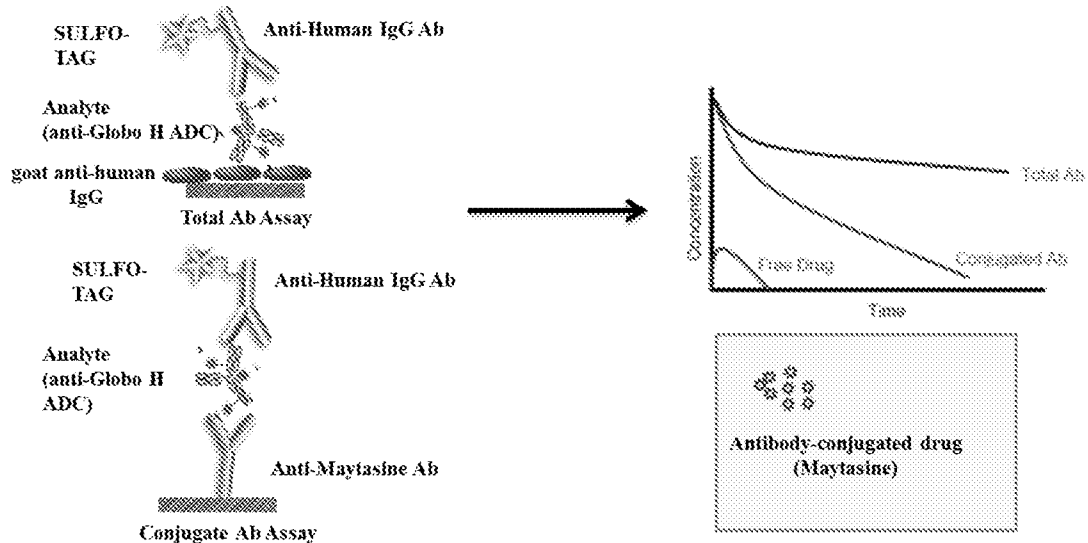 SULFO-
TAG
Anti-Human IgG Ab
Analyte
(anti-Globo H ADC)
goat anti-human
IgG
Total Ab Assay
SULFO-
TAG
Anti-Human IgG Ab
Analyte
(anti-Globo H
ADC)
Anti-Maytasine Ab
Conjugate Ab Assay
Concentration
Total Ab
Conjugated Ab
Free Drug
Time
Antibody-conjugated drug
(Maytasine)